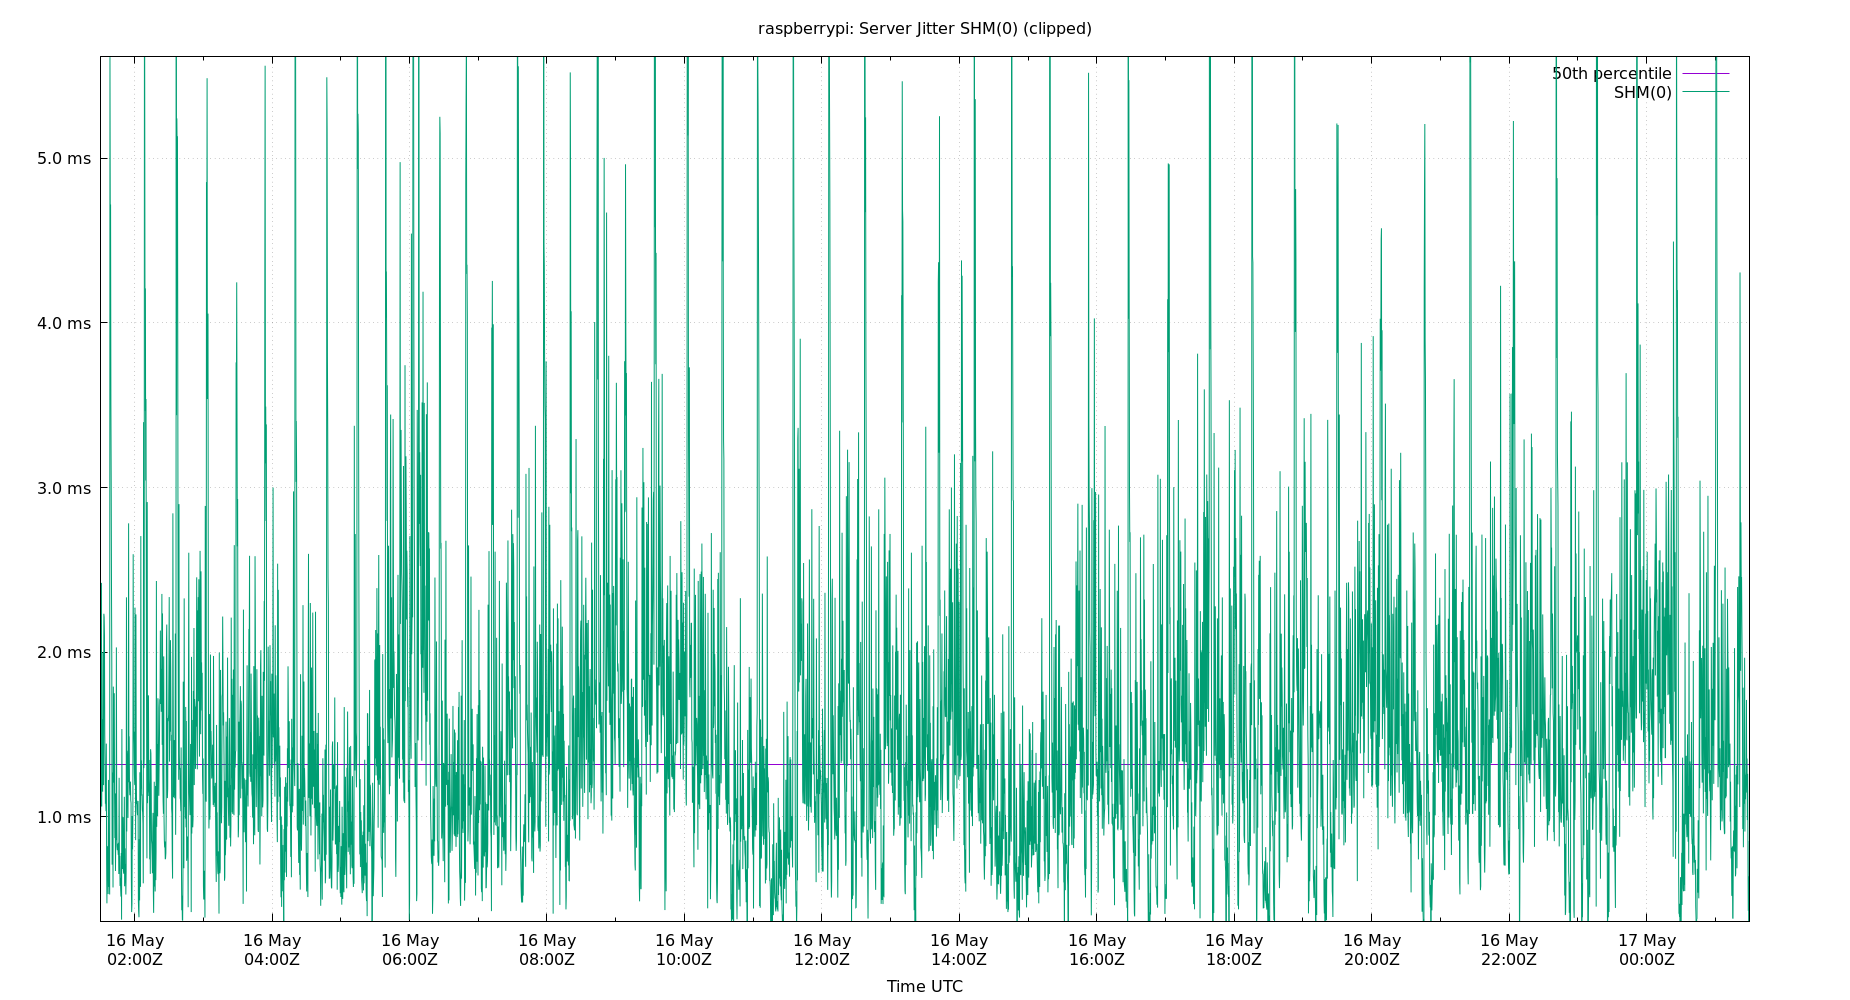 raspberrypi: Server Jitter SHM(0) (clipped)
50th percentile
SHM(0)
5.0 ms
4.0 ms
3.0 ms
2.0 ms
1.0 ms
16 May 16 May 16 May 16 May 16 May 16 May 16 May 16 May 16 May 16 May 16 May 17 May
02:00Z 04:00Z 06:00Z 08:00Z 10:00Z 12:00Z 14:00Z 16:00Z 18:00Z 20:00Z 22:00Z 00:00Z
Time UTC